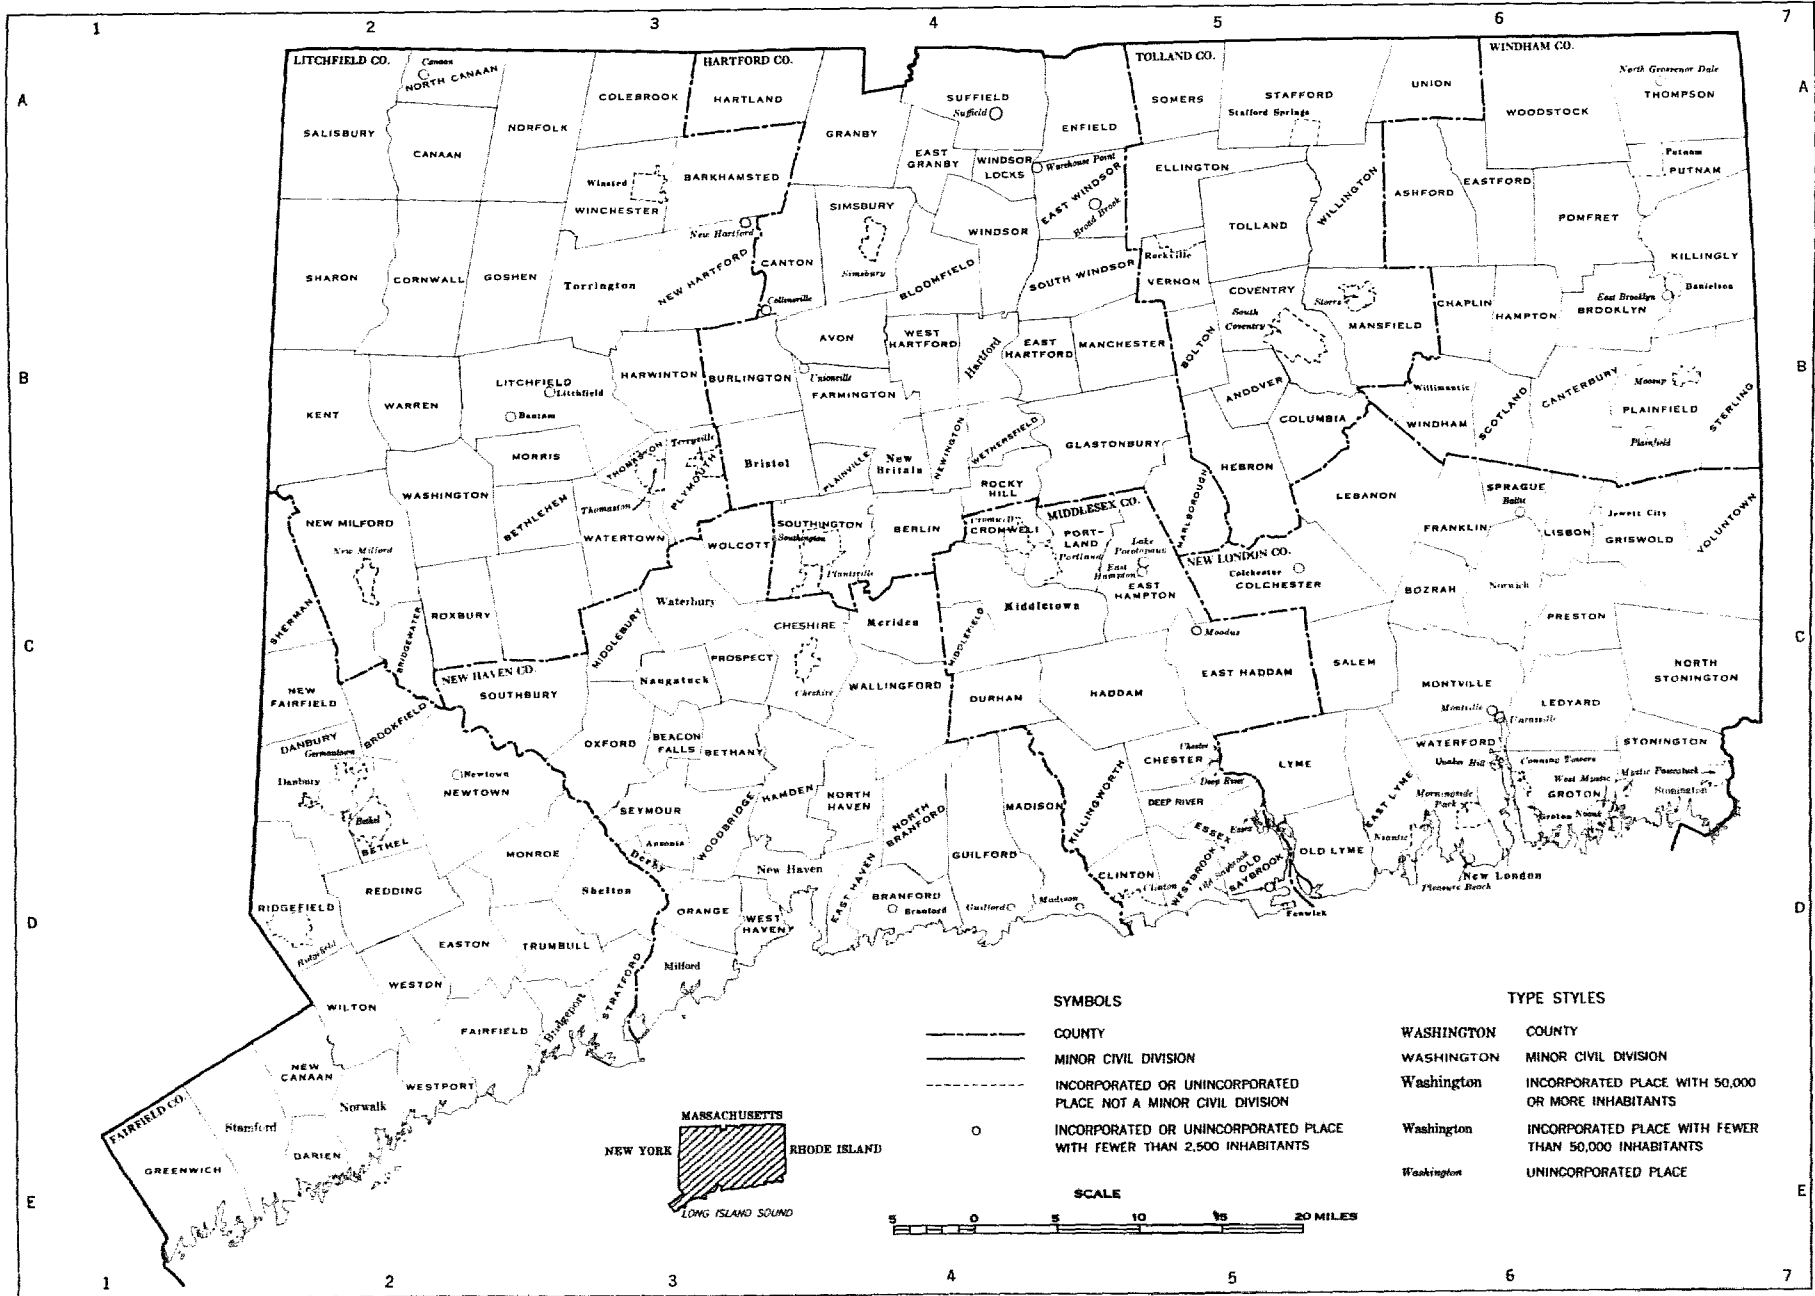 1 2 3 4 5 6 7
A
A
B
B
C
C
D
D
E
E
LITCHFIELD CO.
Canaan
NORTH CANAAN
HARTFORD CO.
TOLLAND CO.
WINDHAM CO.
North Grosvenor Dale
THOMPSON
COLEBROOK
HARTLAND
SUFFIELD
Suffield
SOMERS
STAFFORD
Stafford Springs
UNION
WOODSTOCK
SALISBURY
CANAAN
NORFOLK
GRANBY
EAST
GRANBY
WINDSOR
LOCKS
ENFIELD
Warehouse Point
ELLINGTON
Putnam
PUTNAM
Winsted
WINCHESTER
BARKHAMSTED
SIMSBURY
Simsbury
EAST WINDSOR
Broad Brook
WILLINGTON
ASHFORD
EASTFORD
POMFRET
New Hartford
NEW HARTFORD
CANTON
WINDSOR
TOLLAND
SHARON
CORNWALL
GOSHEN
Torrington
Collinsville
BLOOMFIELD
SOUTH WINDSOR
Rockville
VERNON
COVENTRY
South
Coventry
Storrs
MANSFIELD
CHAPLIN
HAMPTON
East Brooklyn
BROOKLYN
KILLINGLY
Danielson
AVON
WEST
HARTFORD
Hartford
EAST
HARTFORD
MANCHESTER
BOLTON
ANDOVER
KENT
WARREN
LITCHFIELD
Litchfield
Bantam
HARWINTON
BURLINGTON
Unionville
FARMINGTON
COLUMBIA
Willimantic
WINDHAM
SCOTLAND
CANTERBURY
Moosup
PLAINFIELD
Plainfield
STERLING
MORRIS
THOMASTON
Thomaston
Terryville
PLYMOUTH
Bristol
PLAINVILLE
New
Britain
NEWINGTON
WETHERSFIELD
GLASTONBURY
HEBRON
ROCKY
HILL
MARLBOROUGH
LEBANON
SPRAGUE
Baltic
WASHINGTON
BETHLEHEM
WATERTOWN
NEW MILFORD
New Milford
WOLCOTT
SOUTHINGTON
Southington
Plantsville
BERLIN
Cromwell
CROMWELL
MIDDLESEX CO.
PORT-
LAND
Portland
Lake
Pocotopaug
East
Hampton
EAST
HAMPTON
NEW LONDON CO.
Colchester
COLCHESTER
FRANKLIN
LISBON
Jewett City
GRISWOLD
VOLUNTOWN
SHERMAN
BRIDGEWATER
ROXBURY
MIDDLEBURY
Waterbury
CHESHIRE
Cheshire
Meriden
MIDDLEFIELD
Middletown
Moodus
BOZRAH
Norwich
PRESTON
NEW HAVEN CO.
SOUTHBURY
Naugatuck
PROSPECT
WALLINGFORD
DURHAM
HADDAM
EAST HADDAM
SALEM
MONTVILLE
Montville
Uncasville
LEDYARD
NORTH
STONINGTON
NEW
FAIRFIELD
BROOKFIELD
DANBURY
Germantown
Danbury
Bethel
BETHEL
Newtown
NEWTOWN
OXFORD
BEACON
FALLS
BETHANY
SEYMOUR
Ansonia
Derby
WOODBRIDGE
HAMDEN
NORTH
HAVEN
NORTH
BRANFORD
MADISON
KILLINGWORTH
Chester
CHESTER
Deep River
DEEP RIVER
LYME
EAST LYME
WATERFORD
Quaker Hill
Conning Towers
West Mystic
Mystic
Pawcatuck
STONINGTON
Stonington
GROTON
Groton
Noank
Morningside
Park
Niantic
New London
Pleasure Beach
ESSEX
Essex
OLD LYME
WESTBROOK
Old Saybrook
OLD
SAYBROOK
Fenwick
CLINTON
Clinton
GUILFORD
Guilford
Madison
BRANFORD
Branford
EAST HAVEN
New Haven
WEST
HAVEN
ORANGE
Milford
Shelton
MONROE
REDDING
RIDGEFIELD
Ridgefield
EASTON
TRUMBULL
STRATFORD
Bridgeport
WESTON
WILTON
FAIRFIELD
NEW
CANAAN
WESTPORT
Norwalk
FAIRFIELD CO.
Stamford
DARIEN
GREENWICH
MASSACHUSETTS
NEW YORK
RHODE ISLAND
LONG ISLAND SOUND
SYMBOLS
COUNTY
MINOR CIVIL DIVISION
INCORPORATED OR UNINCORPORATED
PLACE NOT A MINOR CIVIL DIVISION
INCORPORATED OR UNINCORPORATED PLACE
WITH FEWER THAN 2,500 INHABITANTS
SCALE
5 0 5 10 15 20 MILES
TYPE STYLES
WASHINGTON COUNTY
WASHINGTON MINOR CIVIL DIVISION
Washington INCORPORATED PLACE WITH 50,000
OR MORE INHABITANTS
Washington INCORPORATED PLACE WITH FEWER
THAN 50,000 INHABITANTS
Washington UNINCORPORATED PLACE
1 2 3 4 5 6 7